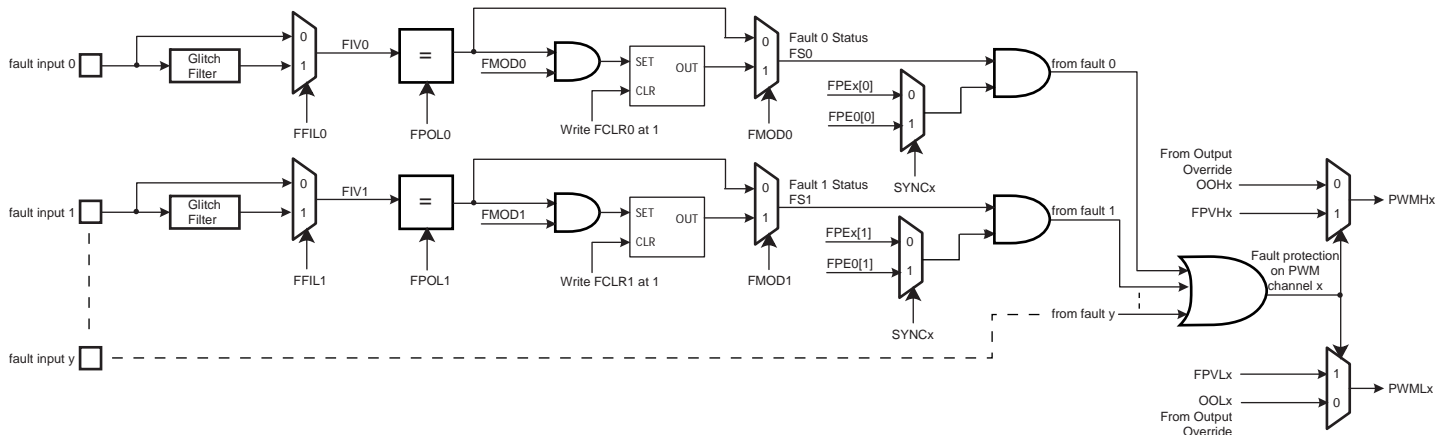 fault input 0
Glitch
Filter
0
1
FFIL0
FIV0
=
FPOL0
FMOD0
SET
OUT
CLR
Write FCLR0 at 1
0
1
FMOD0
Fault 0 Status
FS0
FPEx[0]
FPE0[0]
0
1
SYNCx
from fault 0
fault input 1
Glitch
Filter
0
1
FFIL1
FIV1
=
FPOL1
FMOD1
SET
OUT
CLR
Write FCLR1 at 1
0
1
FMOD1
Fault 1 Status
FS1
FPEx[1]
FPE0[1]
0
1
SYNCx
from fault 1
fault input y
from fault y
Fault protection
on PWM
channel x
From Output
Override
OOHx
FPVHx
0
1
PWMHx
FPVLx
OOLx
From Output
Override
1
0
PWMLx